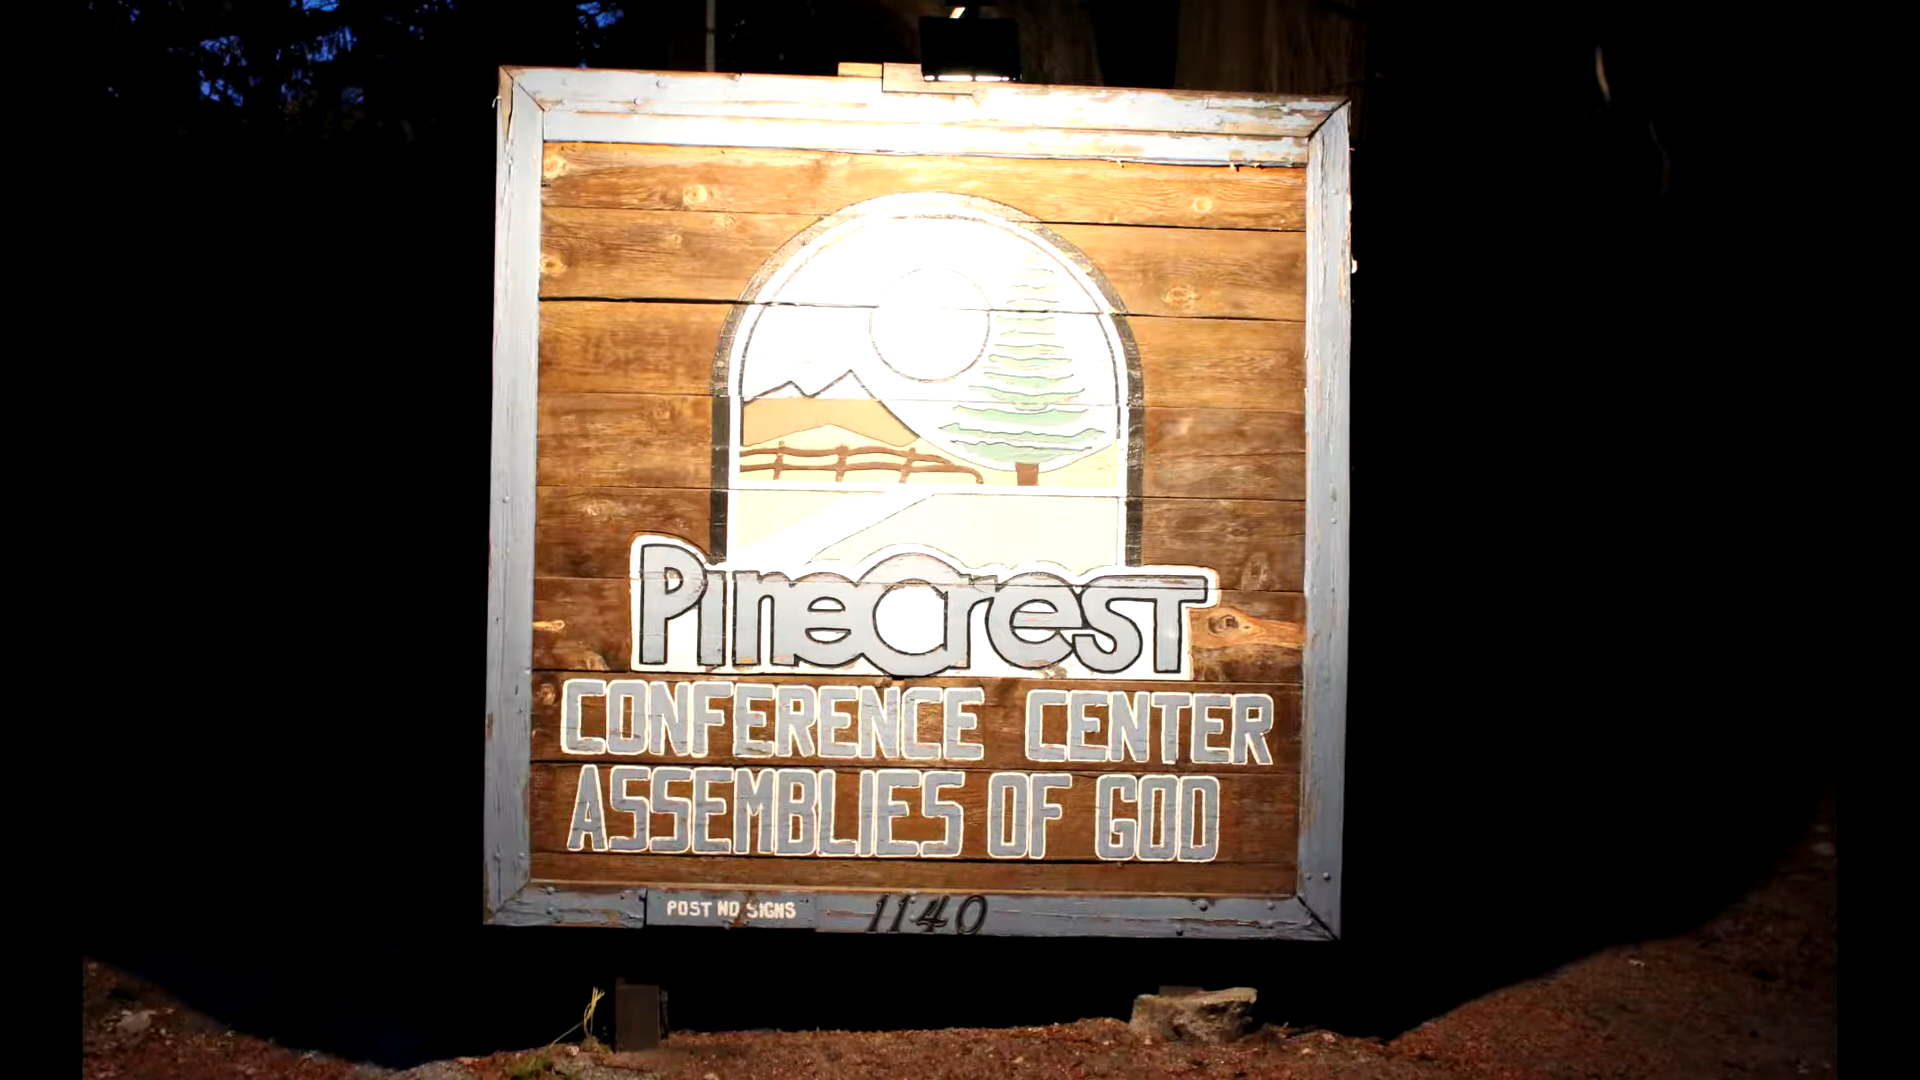 PineCrest
CONFERENCE CENTER
ASSEMBLIES OF GOD
POST NO SIGNS
1140